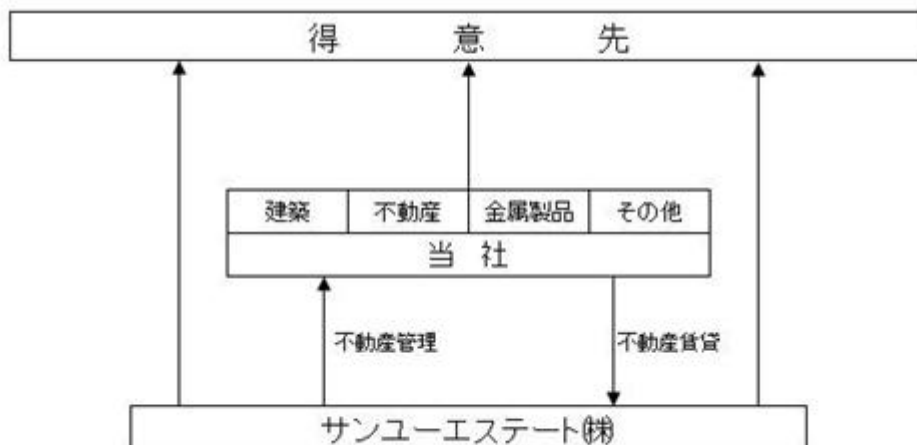 得意先
建築 不動産 金属製品 その他
当社
不動産管理 不動産賃貸
サンユーエステート㈱